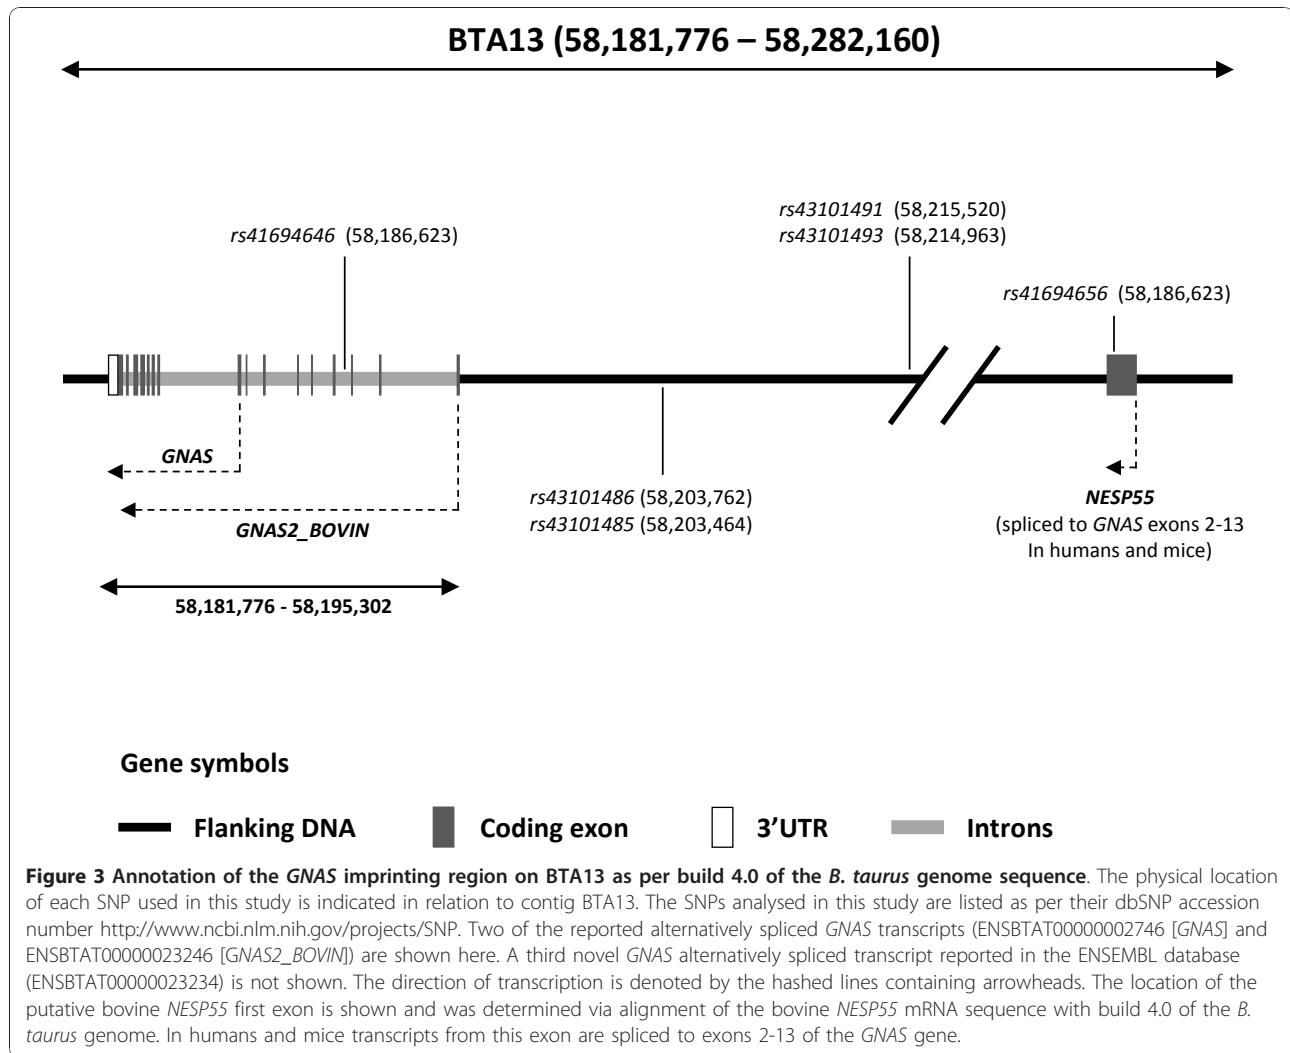 BTA13 (58,181,776 – 58,282,160)
rs43101491 (58,215,520)
rs41694646 (58,186,623)
rs43101493 (58,214,963)
rs41694656 (58,186,623)
GNAS
rs43101486 (58,203,762)
NESP55
rs43101485 (58,203,464)
(spliced to GNAS exons 2-13
GNAS2_BOVIN
In humans and mice)
58,181,776 - 58,195,302
Gene symbols
Flanking DNA
Coding exon
3'UTR
Introns
Figure 3 Annotation of the GNAS imprinting region on BTA13 as per build 4.0 of the B. taurus genome sequence. The physical location
of each SNP used in this study is indicated in relation to contig BTA13. The SNPs analysed in this study are listed as per their dbSNP accession
number http://www.ncbi.nlm.nih.gov/projects/SNP. Two of the reported alternatively spliced GNAS transcripts (ENSBTAT00000002746 [GNAS] and
ENSBTAT00000023246 [GNAS2_BOVIN]) are shown here. A third novel GNAS alternatively spliced transcript reported in the ENSEMBL database
(ENSBTAT00000023234) is not shown. The direction of transcription is denoted by the hashed lines containing arrowheads. The location of the
putative bovine NESP55 first exon is shown and was determined via alignment of the bovine NESP55 mRNA sequence with build 4.0 of the B.
taurus genome. In humans and mice transcripts from this exon are spliced to exons 2-13 of the GNAS gene.